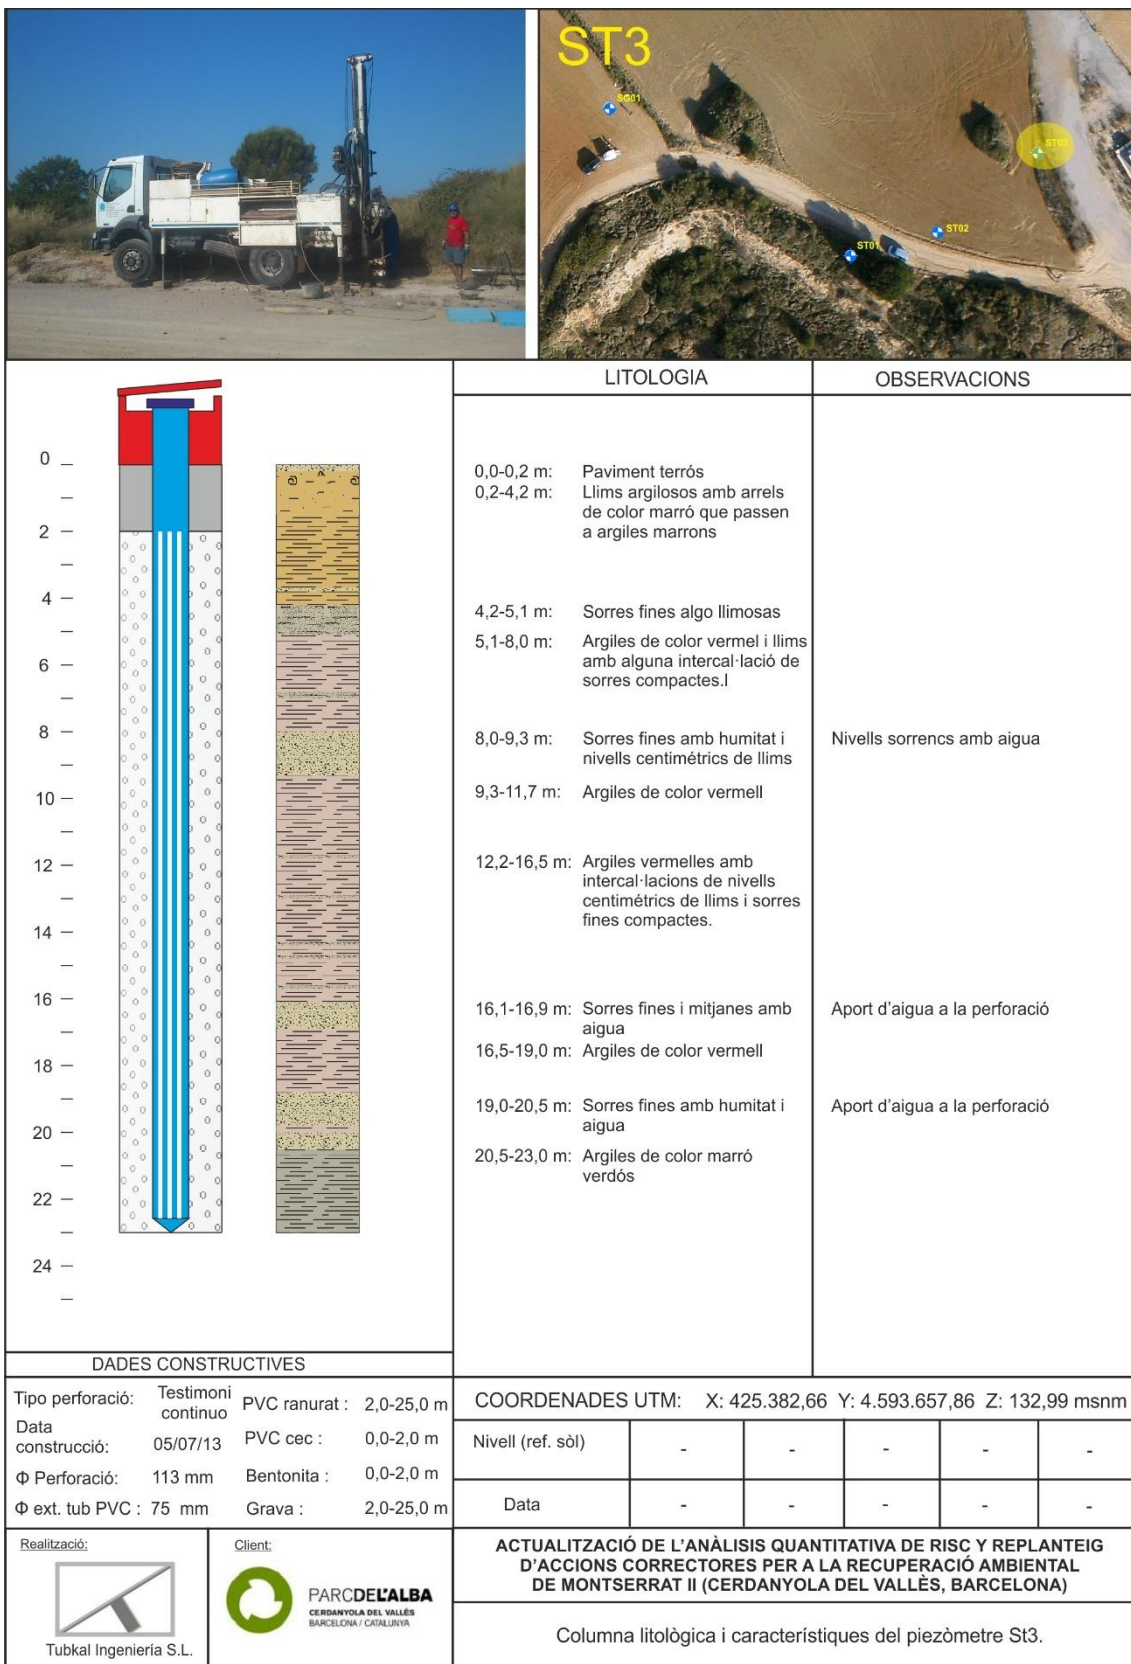 ST3
SG01
ST03
ST02
ST01
LITOLOGIA
OBSERVACIONS
0
2
4
6
8
10
12
14
16
18
20
22
24
0,0-0,2 m: Paviment terrós
0,2-4,2 m: Llims argilosos amb arrels
de color marró que passen
a argiles marrons
4,2-5,1 m: Sorres fines algo llimosas
5,1-8,0 m: Argiles de color vermel i llims
amb alguna intercal·lació de
sorres compactes.I
8,0-9,3 m: Sorres fines amb humitat i
nivells centimétrics de llims
Nivells sorrencs amb aigua
9,3-11,7 m: Argiles de color vermell
12,2-16,5 m: Argiles vermelles amb
intercal·lacions de nivells
centimétrics de llims i sorres
fines compactes.
16,1-16,9 m: Sorres fines i mitjanes amb
aigua
Aport d'aigua a la perforació
16,5-19,0 m: Argiles de color vermell
19,0-20,5 m: Sorres fines amb humitat i
aigua
Aport d'aigua a la perforació
20,5-23,0 m: Argiles de color marró
verdós
DADES CONSTRUCTIVES
Tipo perforació: Testimoni
continuo
Data
construcció: 05/07/13
Φ Perforació: 113 mm
Φ ext. tub PVC : 75 mm
PVC ranurat : 2,0-25,0 m
PVC cec : 0,0-2,0 m
Bentonita : 0,0-2,0 m
Grava : 2,0-25,0 m
COORDENADES UTM: X: 425.382,66 Y: 4.593.657,86 Z: 132,99 msnm
Nivell (ref. sòl) - - - - -
Data - - - - -
Realització:
Tubkal Ingeniería S.L.
Client:
PARCDEL'ALBA
CERDANYOLA DEL VALLÈS
BARCELONA / CATALUNYA
ACTUALITZACIÓ DE L'ANÀLISIS QUANTITATIVA DE RISC Y REPLANTEIG
D'ACCIONS CORRECTORES PER A LA RECUPERACIÓ AMBIENTAL
DE MONTSERRAT II (CERDANYOLA DEL VALLÈS, BARCELONA)
Columna litològica i característiques del piezòmetre St3.